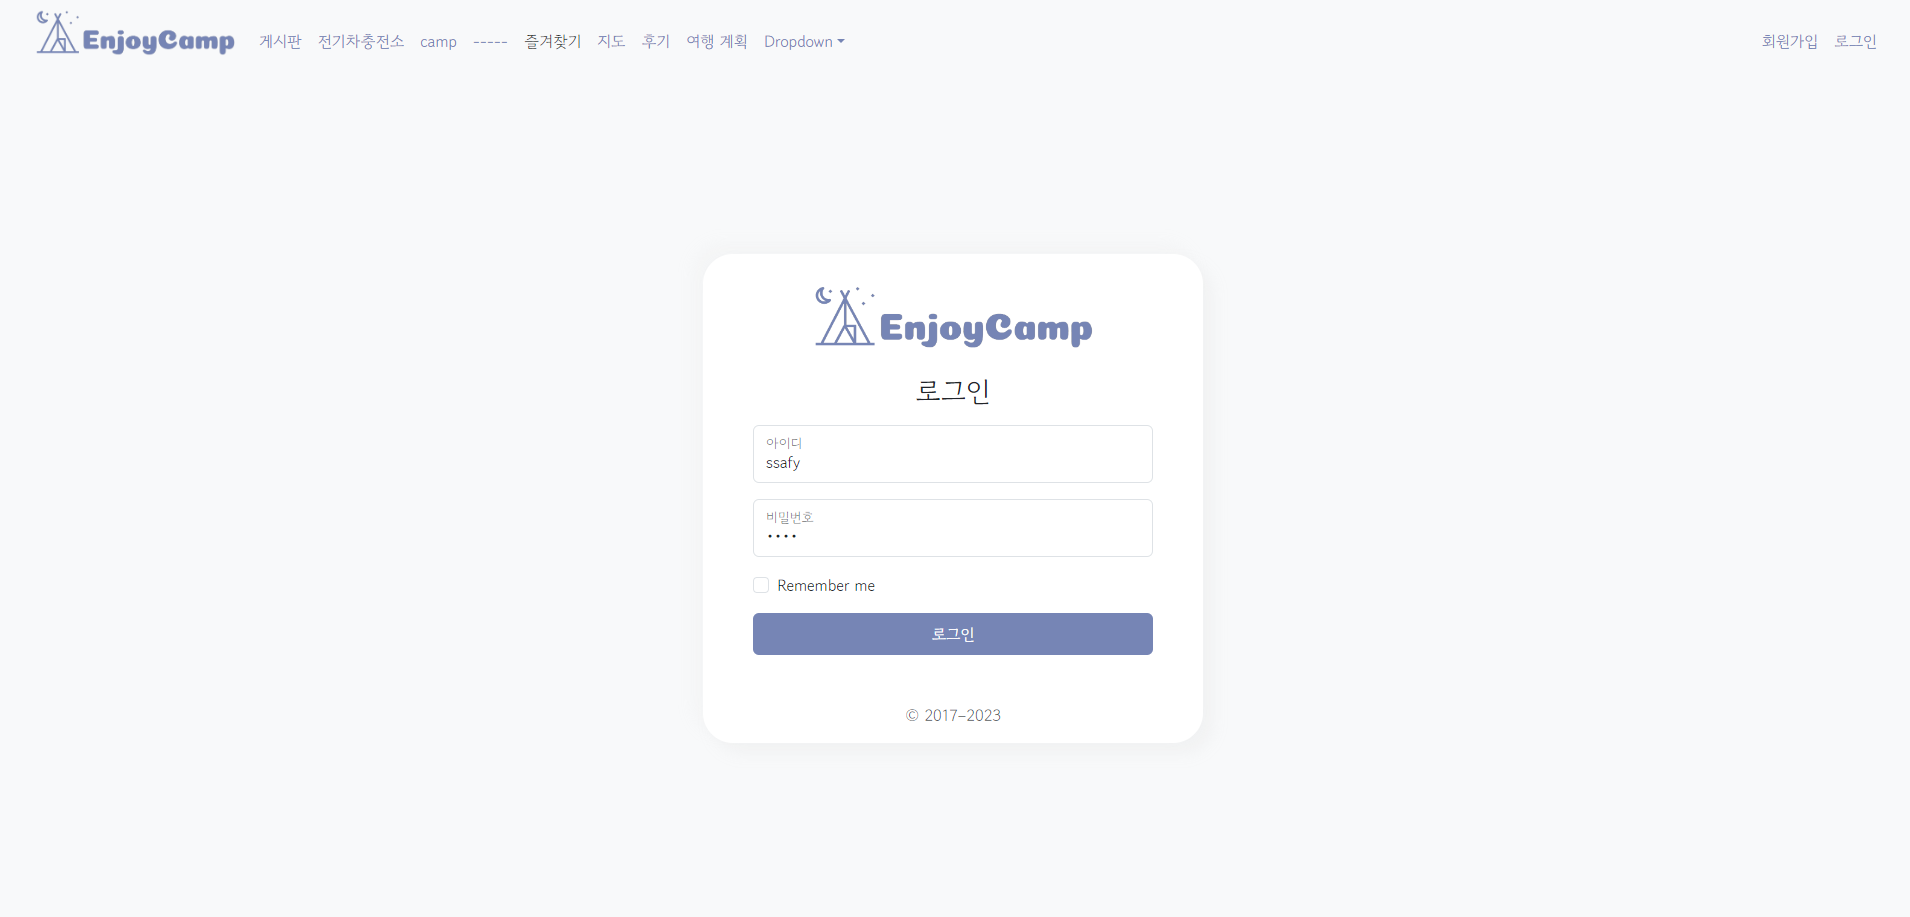 EnjoyCamp 게시판 전기차충전소 camp ----- 즐겨찾기 지도 후기 여행 계획 Dropdown 회원가입 로그인
EnjoyCamp
로그인
아이디
ssafy
비밀번호
••••
Remember me
로그인
© 2017–2023